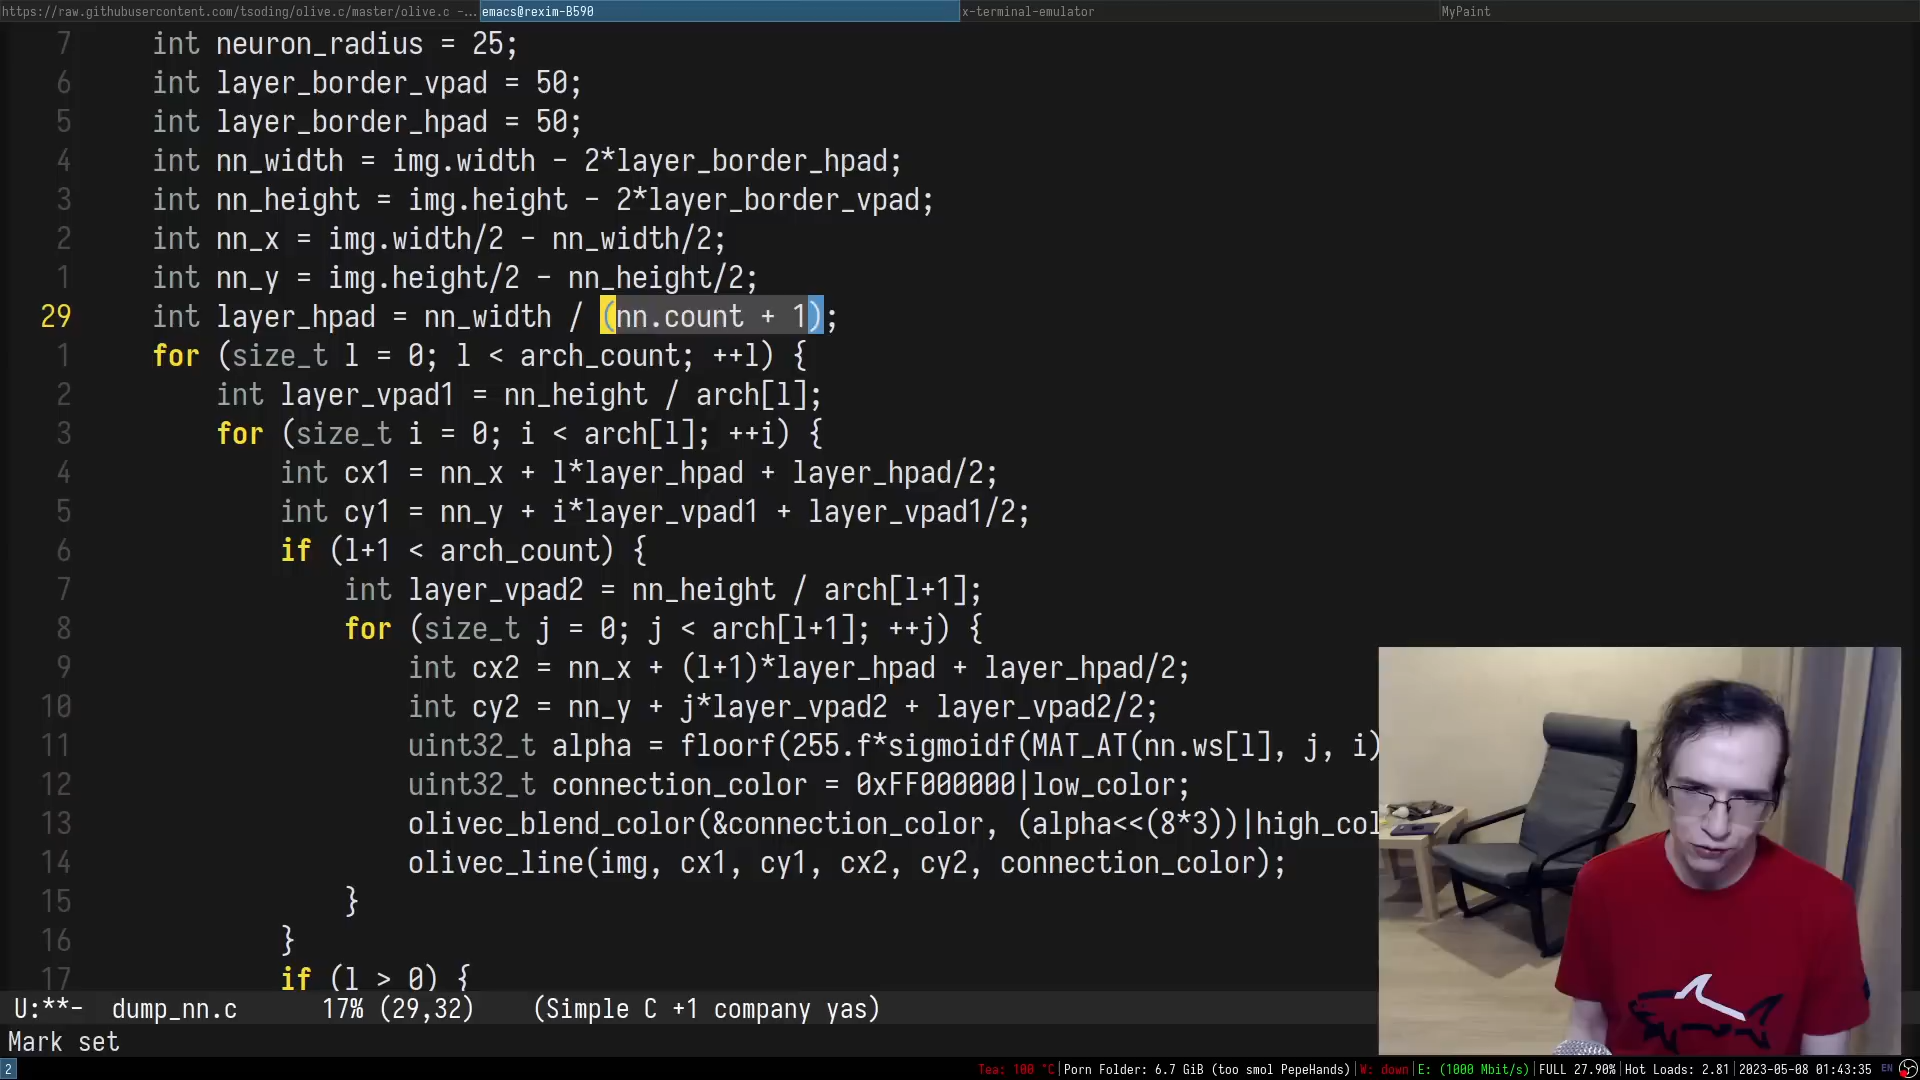 https://raw.githubusercontent.com/tsoding/olive.c/master/olive.c -... emacs@rexim-B590 x-terminal-emulator MyPaint
7 int neuron_radius = 25;
6 int layer_border_vpad = 50;
5 int layer_border_hpad = 50;
4 int nn_width = img.width - 2*layer_border_hpad;
3 int nn_height = img.height - 2*layer_border_vpad;
2 int nn_x = img.width/2 - nn_width/2;
1 int nn_y = img.height/2 - nn_height/2;
29 int layer_hpad = nn_width / (nn.count + 1);
1 for (size_t l = 0; l < arch_count; ++l) {
2 int layer_vpad1 = nn_height / arch[l];
3 for (size_t i = 0; i < arch[l]; ++i) {
4 int cx1 = nn_x + l*layer_hpad + layer_hpad/2;
5 int cy1 = nn_y + i*layer_vpad1 + layer_vpad1/2;
6 if (l+1 < arch_count) {
7 int layer_vpad2 = nn_height / arch[l+1];
8 for (size_t j = 0; j < arch[l+1]; ++j) {
9 int cx2 = nn_x + (l+1)*layer_hpad + layer_hpad/2;
10 int cy2 = nn_y + j*layer_vpad2 + layer_vpad2/2;
11 uint32_t alpha = floorf(255.f*sigmoidf(MAT_AT(nn.ws[l], j, i)
12 uint32_t connection_color = 0xFF000000|low_color;
13 olivec_blend_color(&connection_color, (alpha<<(8*3))|high_col
14 olivec_line(img, cx1, cy1, cx2, cy2, connection_color);
15 }
16 }
17 if (l > 0) {
U:**- dump_nn.c 17% (29,32) (Simple C +1 company yas)
Mark set
2 Tea: 100 °C|Porn Folder: 6.7 GiB (too smol PepeHands)|W: down|E: (1000 Mbit/s)|FULL 27.90%|Hot Loads: 2.81|2023-05-08 01:43:35 EN